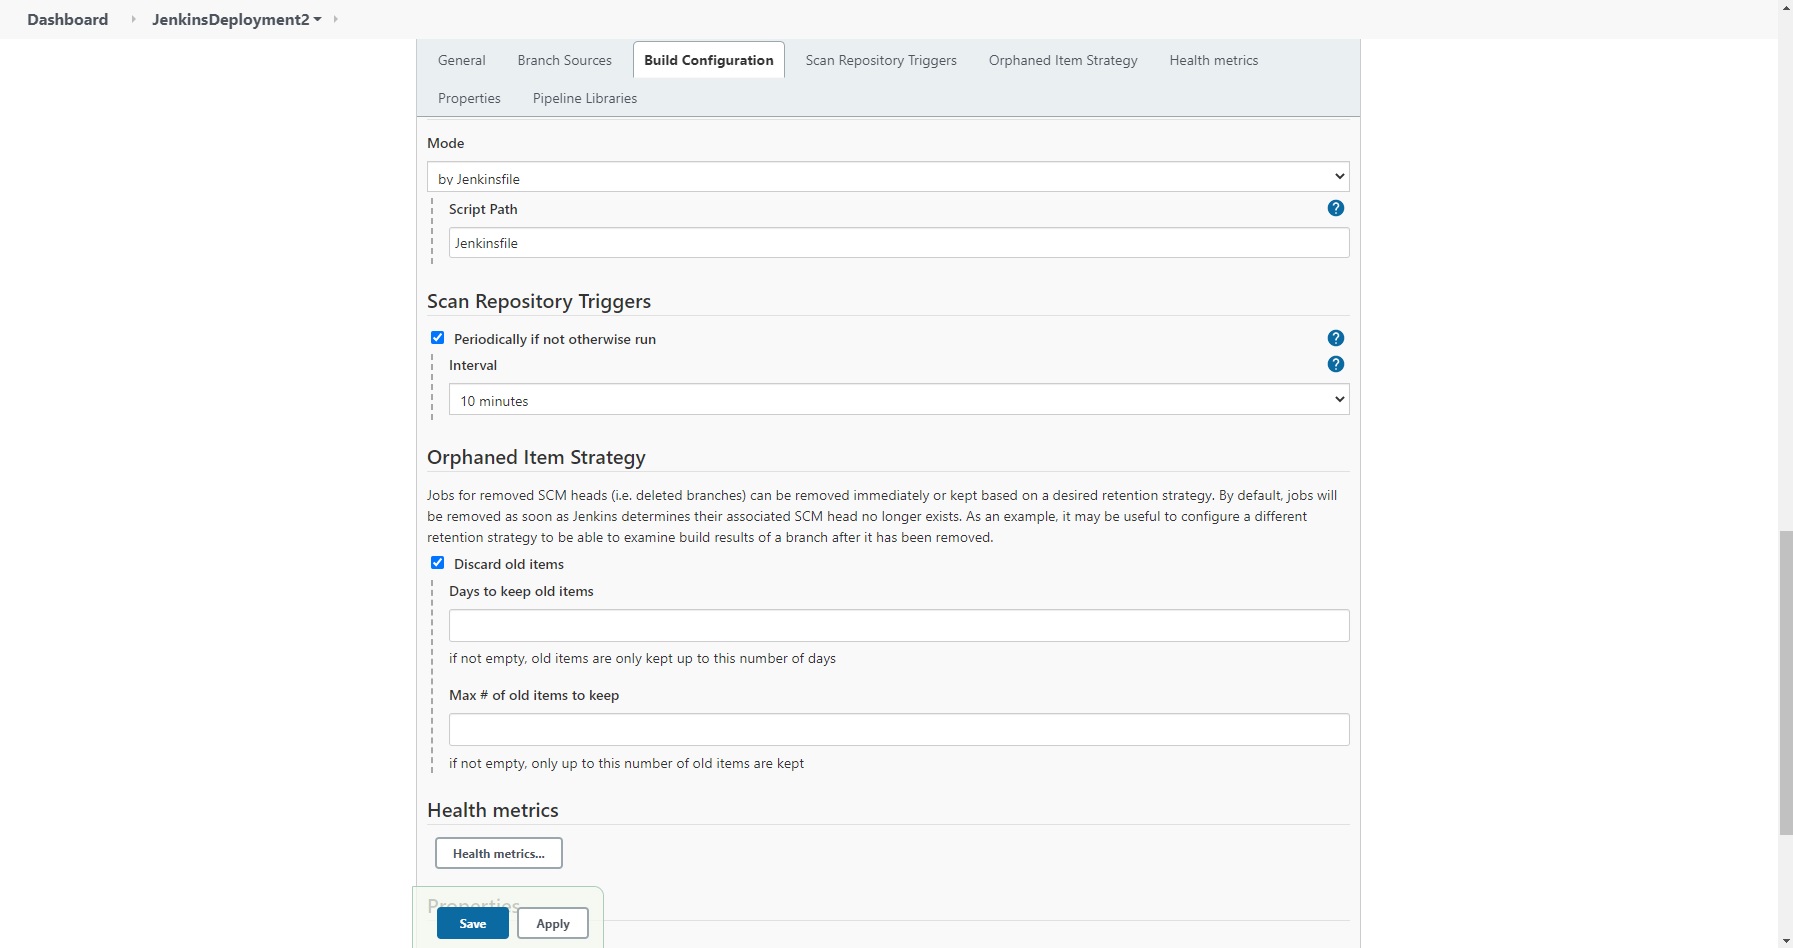 Dashboard
JenkinsDeployment2
General
Branch Sources
Build Configuration
Scan Repository Triggers
Orphaned Item Strategy
Health metrics
Properties
Pipeline Libraries
Mode
by Jenkinsfile
Script Path
?
Jenkinsfile
Scan Repository Triggers
Periodically if not otherwise run
?
Interval
?
10 minutes
Orphaned Item Strategy
Jobs for removed SCM heads (i.e. deleted branches) can be removed immediately or kept based on a desired retention strategy. By default, jobs will
be removed as soon as Jenkins determines their associated SCM head no longer exists. As an example, it may be useful to configure a different
retention strategy to be able to examine build results of a branch after it has been removed.
Discard old items
Days to keep old items
if not empty, old items are only kept up to this number of days
Max # of old items to keep
if not empty, only up to this number of old items are kept
Health metrics
Health metrics...
Properties
Save
Apply